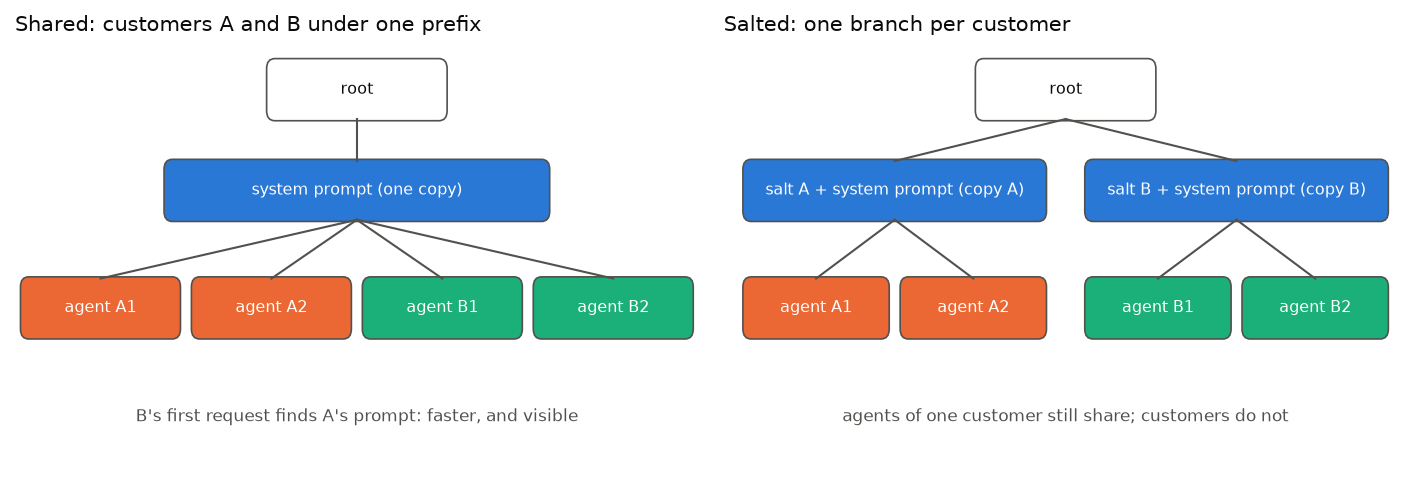 Shared: customers A and B under one prefix
root
system prompt (one copy)
agent A1
agent A2
agent B1
agent B2
B's first request finds A's prompt: faster, and visible
Salted: one branch per customer
root
salt A + system prompt (copy A)
salt B + system prompt (copy B)
agent A1
agent A2
agent B1
agent B2
agents of one customer still share; customers do not